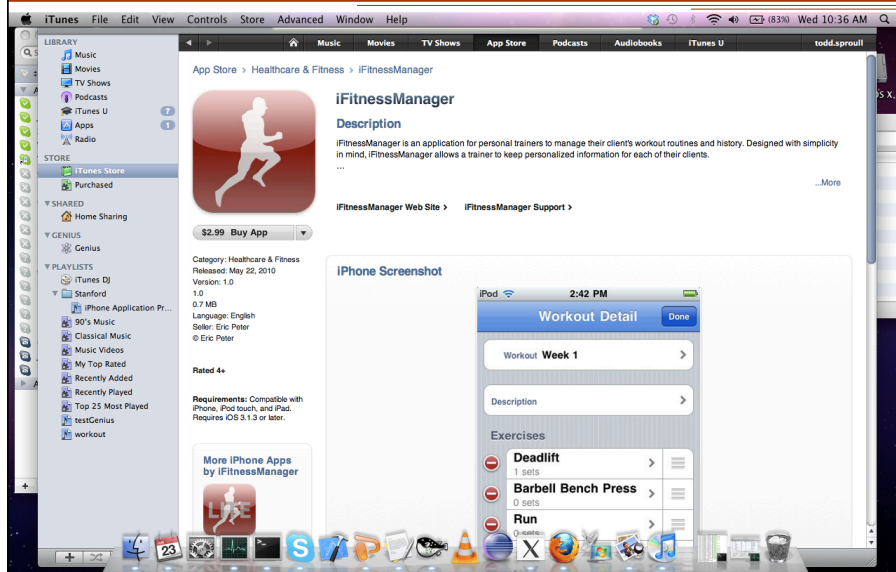 iTunes File Edit View Controls Store Advanced Window Help (83%) Wed 10:36 AM
LIBRARY
Music
Movies
TV Shows
Podcasts
iTunes U 7
Apps 1
Radio
STORE
iTunes Store
Purchased
SHARED
Home Sharing
GENIUS
Genius
PLAYLISTS
iTunes DJ
Stanford
iPhone Application Pr...
90's Music
Classical Music
Music Videos
My Top Rated
Recently Added
Recently Played
Top 25 Most Played
testGenius
workout
Music Movies TV Shows App Store Podcasts Audiobooks iTunes U todd.sproull
App Store > Healthcare & Fitness > iFitnessManager
iFitnessManager
Description
iFitnessManager is an application for personal trainers to manage their client's workout routines and history. Designed with simplicity
in mind, iFitnessManager allows a trainer to keep personalized information for each of their clients.
...
...More
iFitnessManager Web Site > iFitnessManager Support >
$2.99 Buy App
Category: Healthcare & Fitness
Released: May 22, 2010
Version: 1.0
1.0
0.7 MB
Language: English
Seller: Eric Peter
© Eric Peter
Rated 4+
Requirements: Compatible with
iPhone, iPod touch, and iPad.
Requires iOS 3.1.3 or later.
More iPhone Apps
by iFitnessManager
LITE
iPhone Screenshot
iPod 2:42 PM
Workout Detail Done
Workout Week 1
Description
Exercises
Deadlift
1 sets
Barbell Bench Press
0 sets
Run
0 sets
OS X,
23